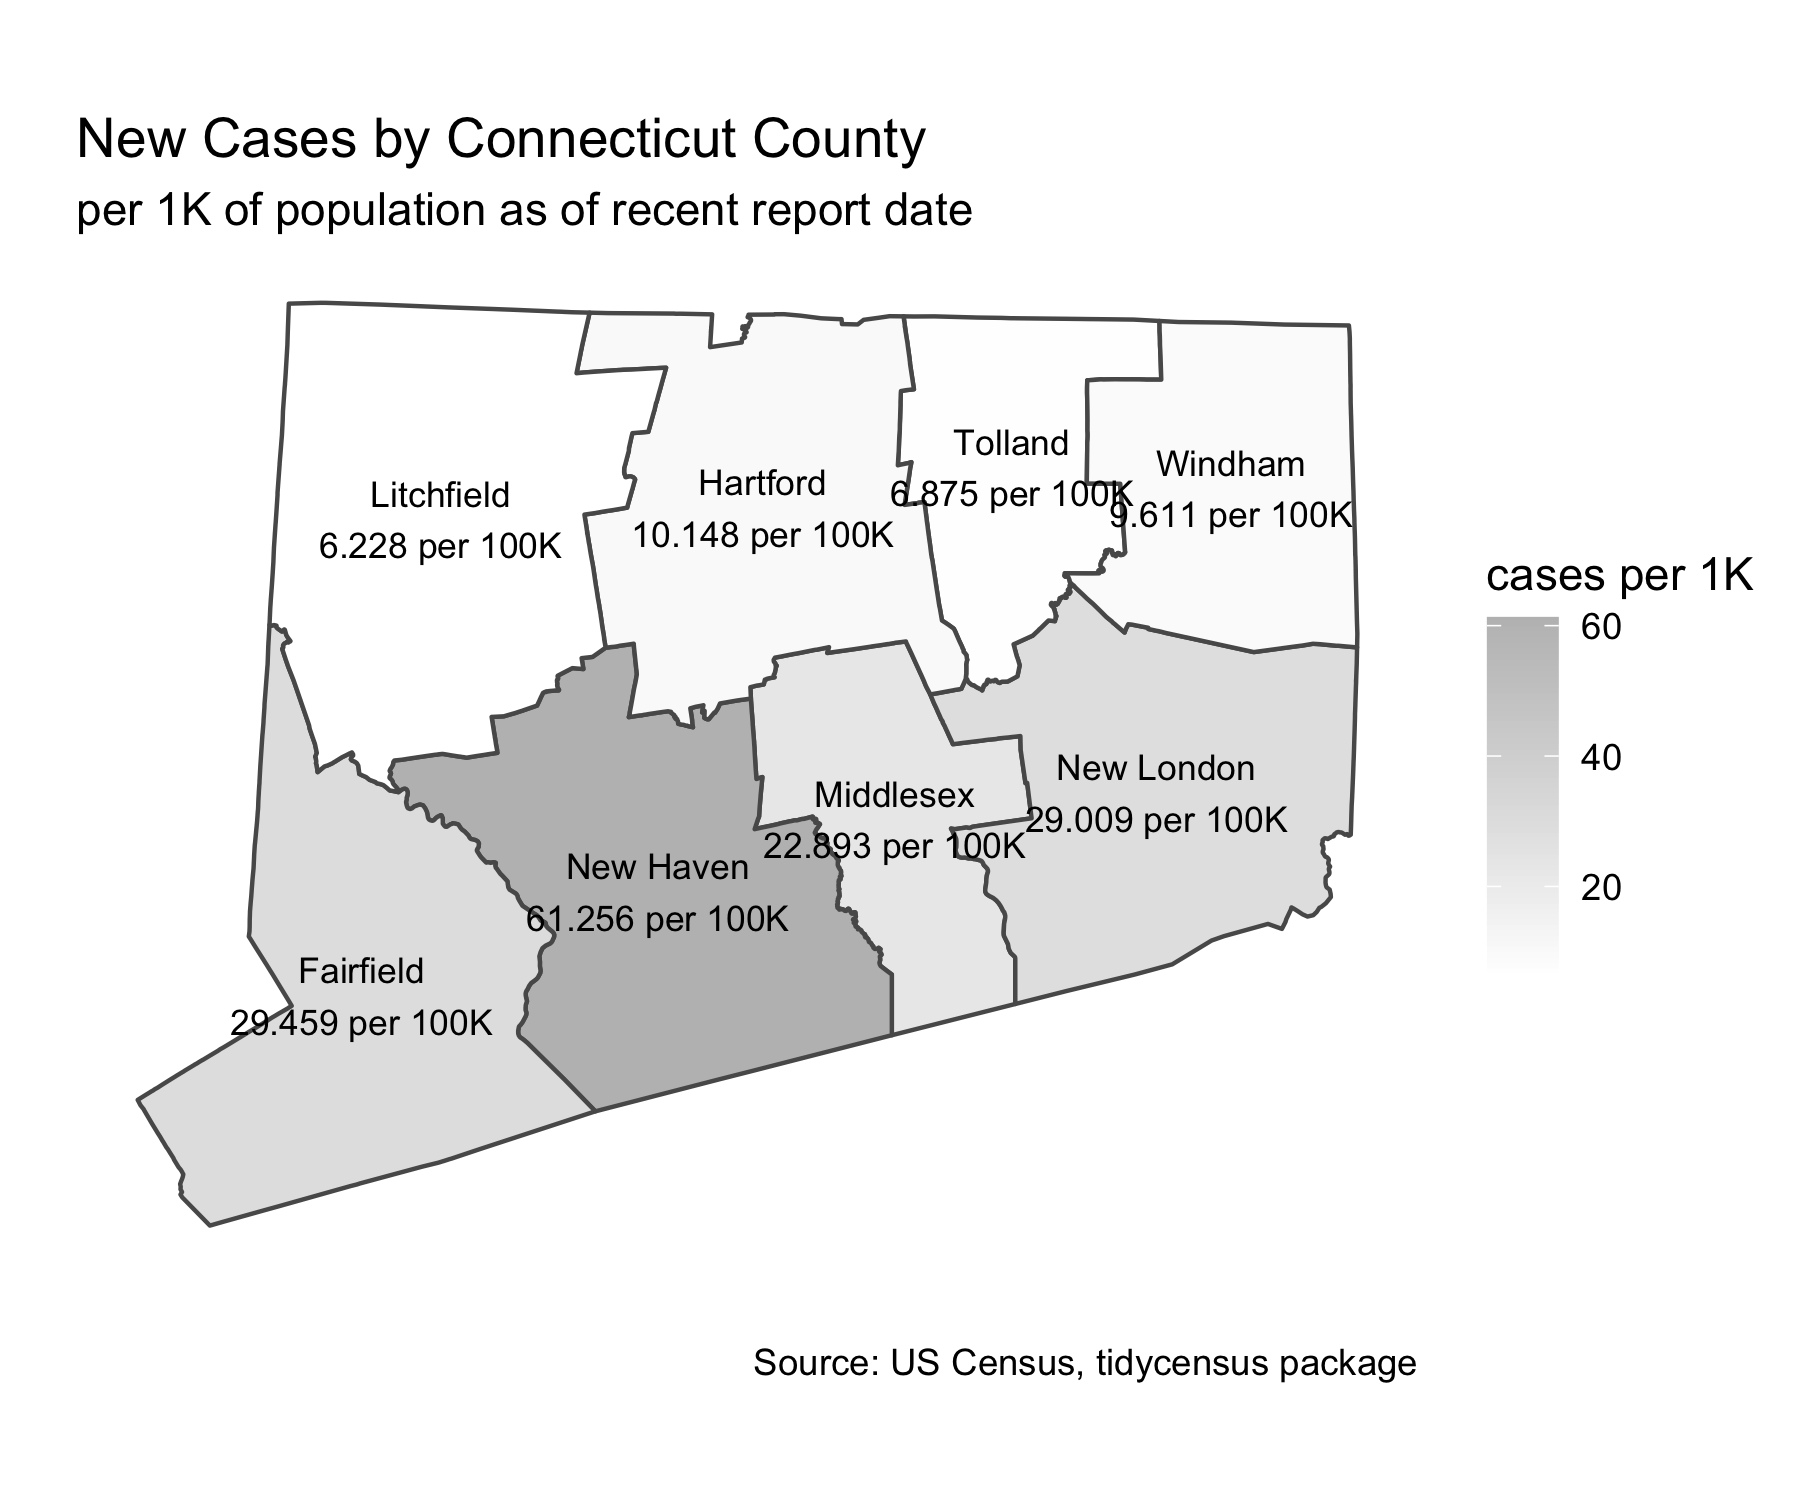 New Cases by Connecticut County
per 1K of population as of recent report date
Litchfield
6.228 per 100K
Hartford
10.148 per 100K
Tolland
6.875 per 100K
Windham
9.611 per 100K
New London
29.009 per 100K
Middlesex
22.893 per 100K
New Haven
61.256 per 100K
Fairfield
29.459 per 100K
cases per 1K
60
40
20
Source: US Census, tidycensus package